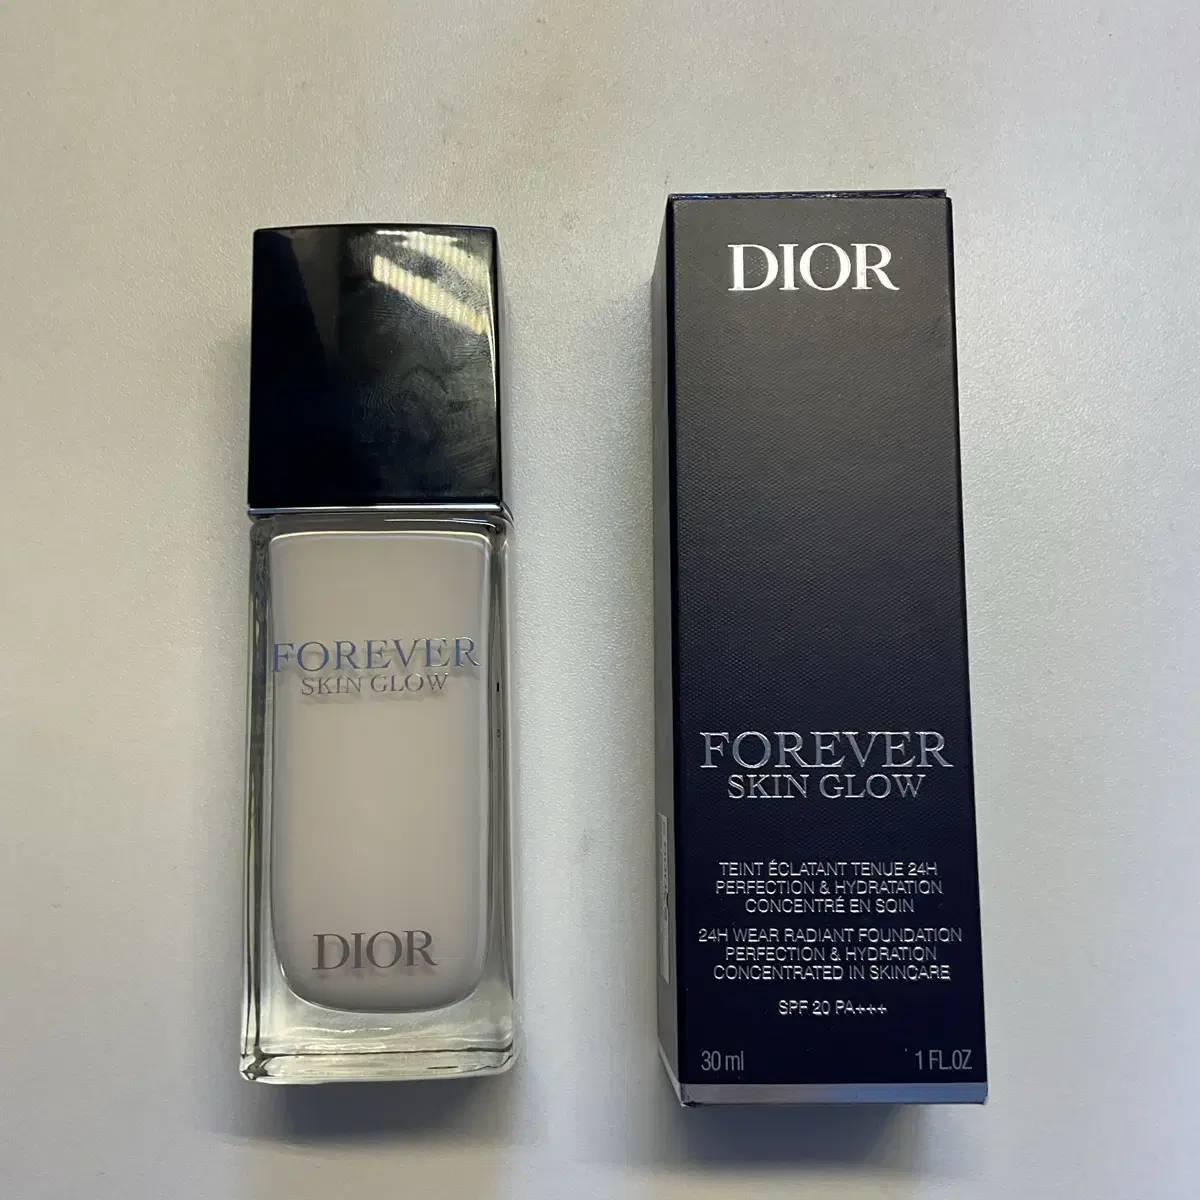 FOREVER
SKIN GLOW
DIOR
DIOR
FOREVER
SKIN GLOW
TEINT ÉCLATANT TENUE 24H
PERFECTION & HYDRATATION
CONCENTRÉ EN SOIN
24H WEAR RADIANT FOUNDATION
PERFECTION & HYDRATION
CONCENTRATED IN SKINCARE
SPF 20 PA+++
30 ml
1 FL.OZ